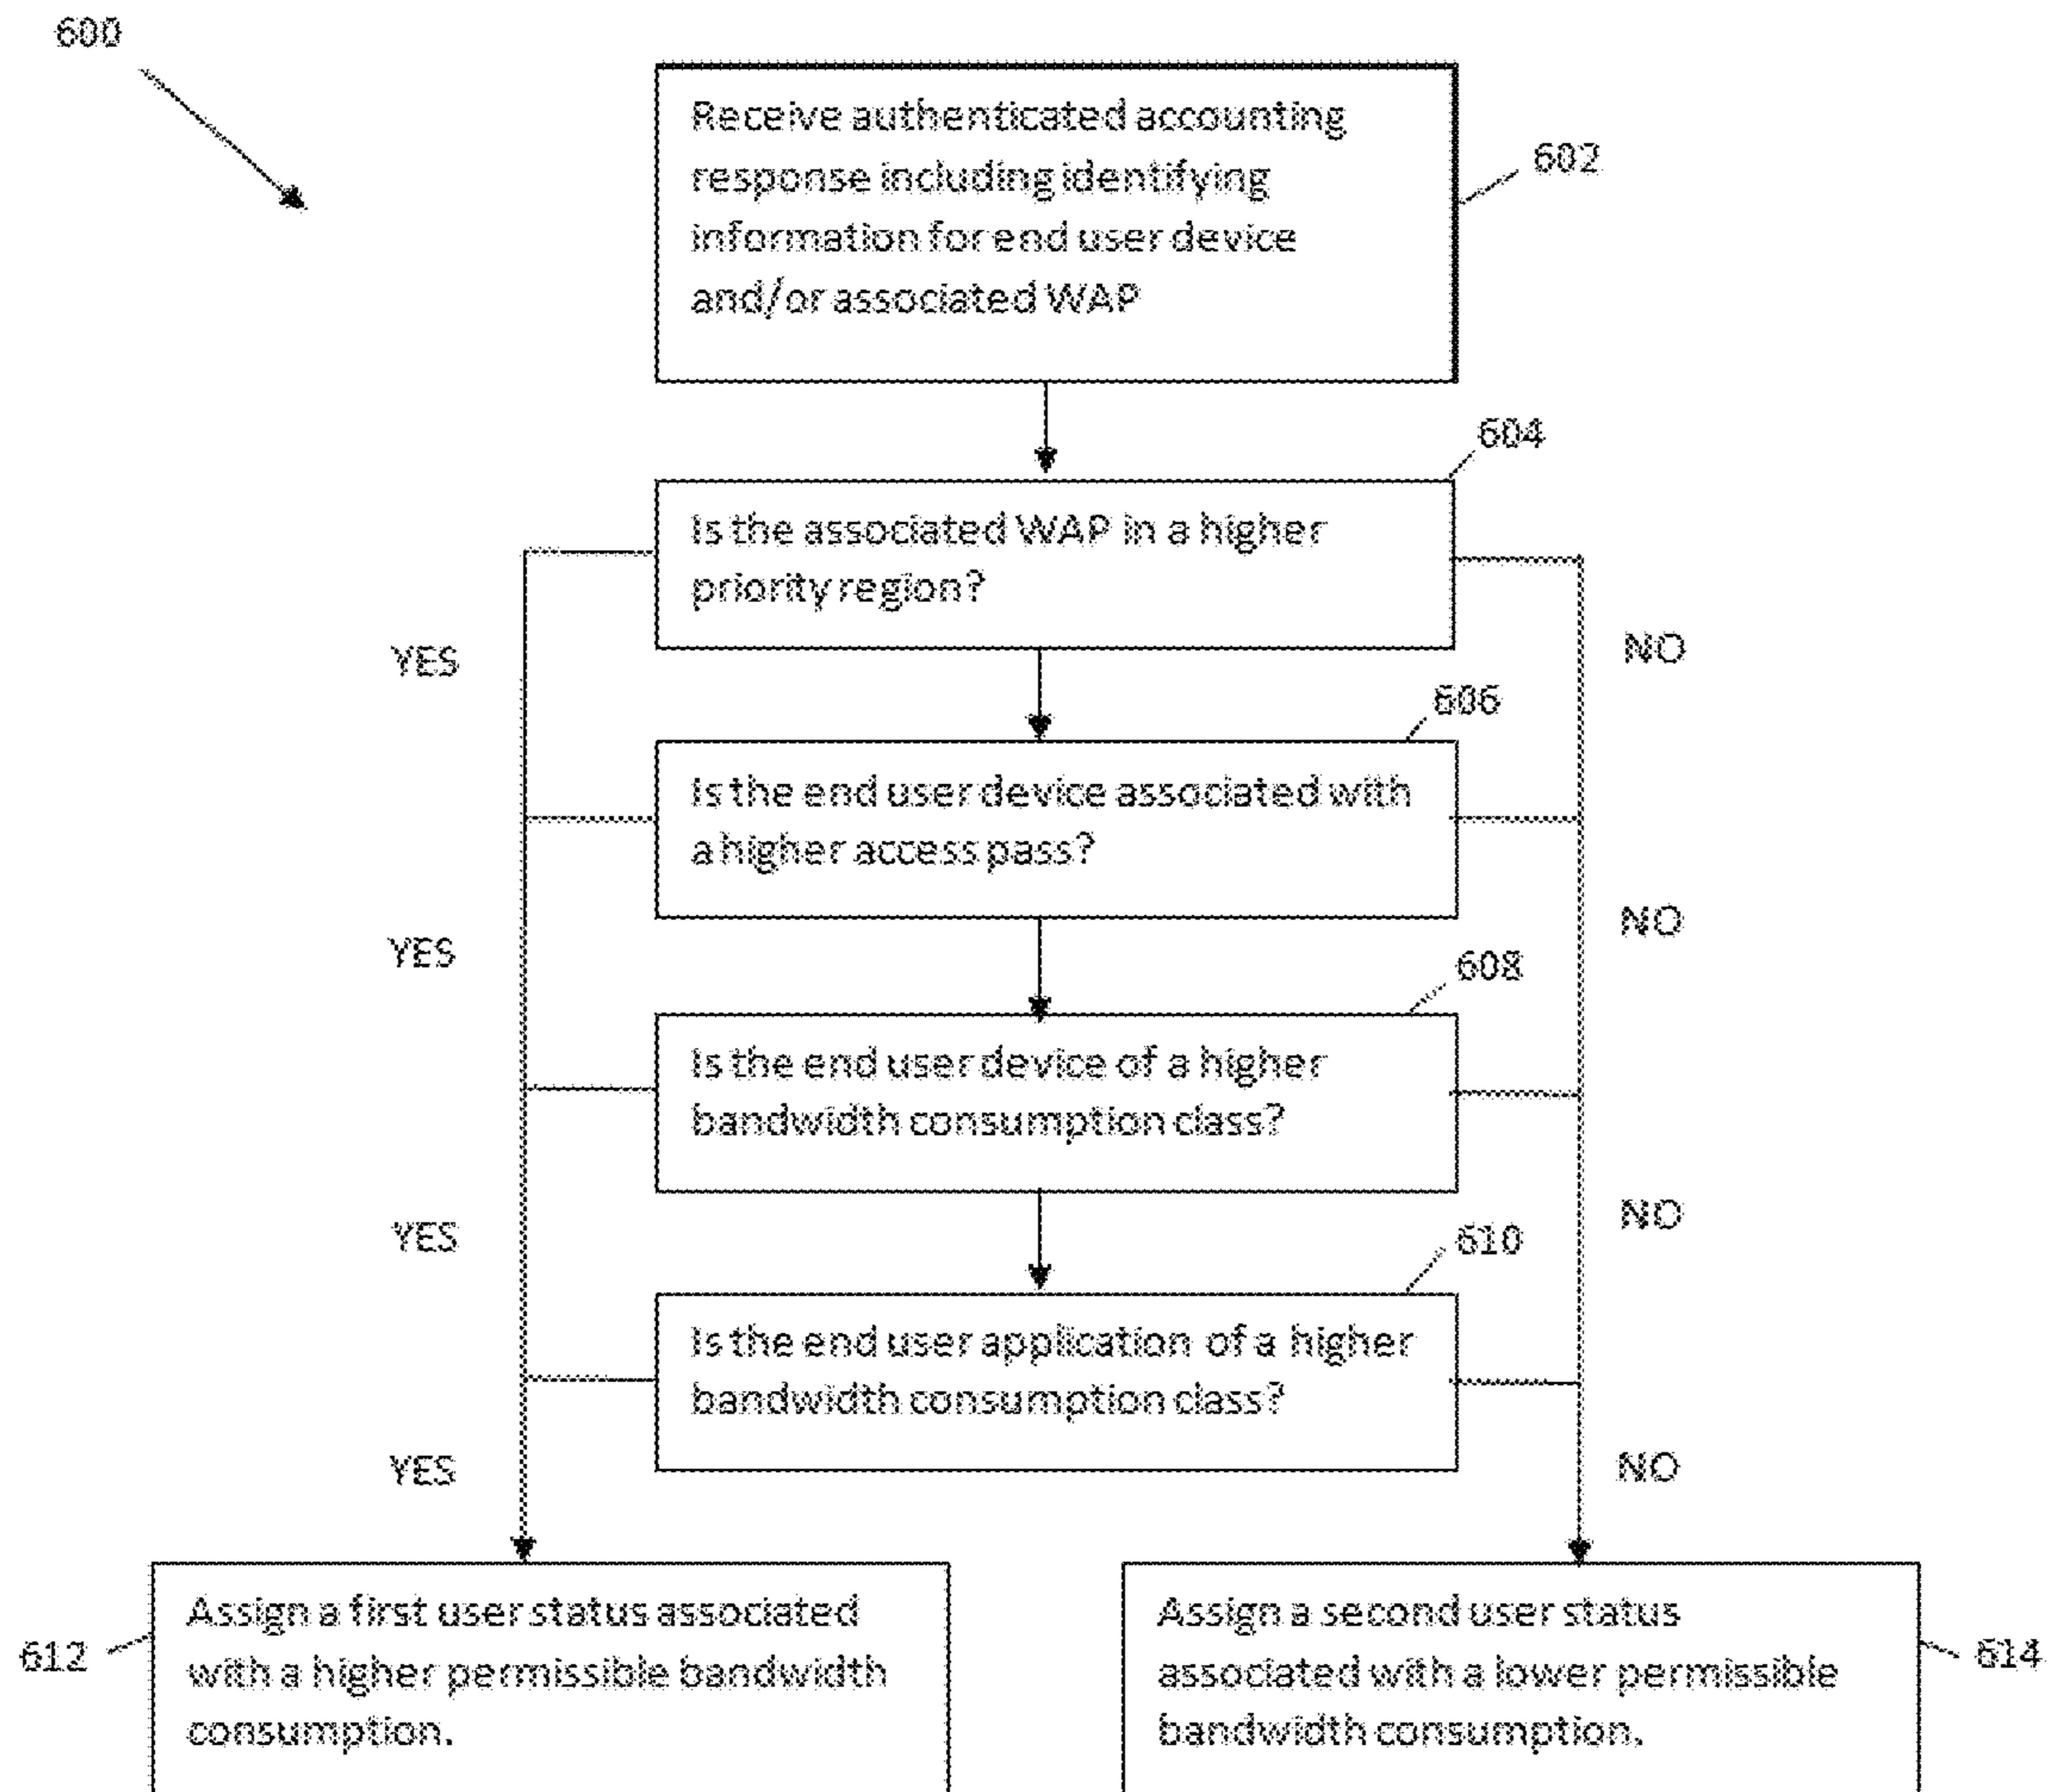 600
Receive authenticated accounting
response including identifying
information for end user device
and/or associated WAP
602
604
Is the associated WAP in a higher
priority region?
YES
NO
606
Is the end user device associated with
a higher access pass?
YES
NO
608
Is the end user device of a higher
bandwidth consumption class?
YES
NO
610
Is the end user application of a higher
bandwidth consumption class?
YES
NO
612
Assign a first user status associated
with a higher permissible bandwidth
consumption.
Assign a second user status
associated with a lower permissible
bandwidth consumption.
614